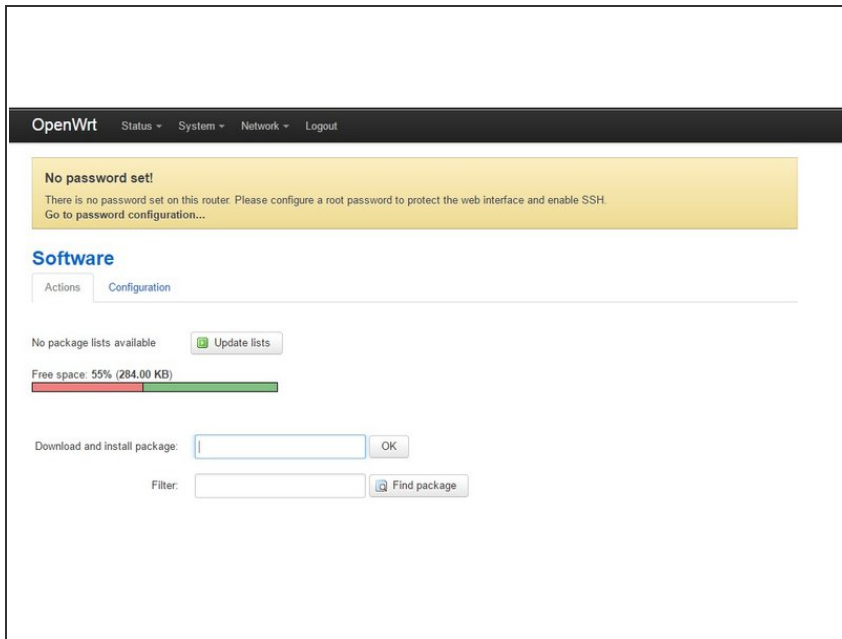 OpenWrt Status System Network Logout
No password set!
There is no password set on this router. Please configure a root password to protect the web interface and enable SSH.
Go to password configuration...
Software
Actions Configuration
No package lists available Update lists
Free space: 55% (284.00 KB)
Download and install package: OK
Filter: Find package